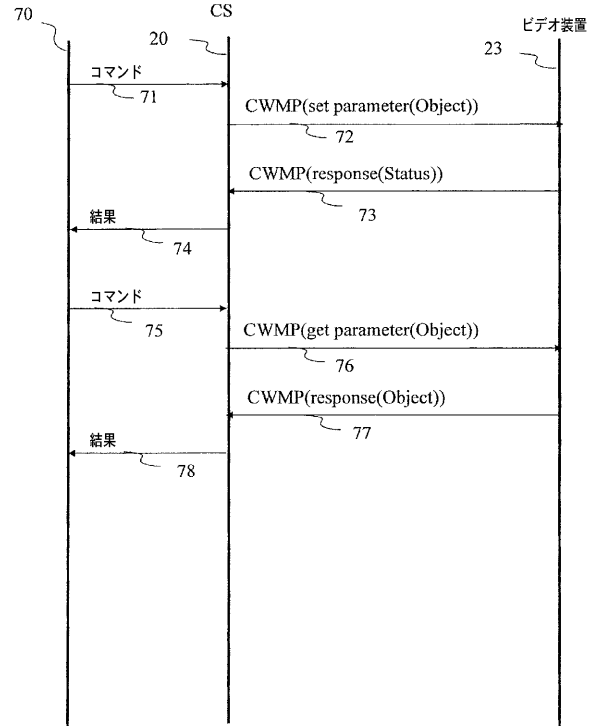 70
CS
20
ビデオ装置
23
コマンド
71
CWMP(set parameter(Object))
72
CWMP(response(Status))
73
結果
74
コマンド
75
CWMP(get parameter(Object))
76
CWMP(response(Object))
77
結果
78